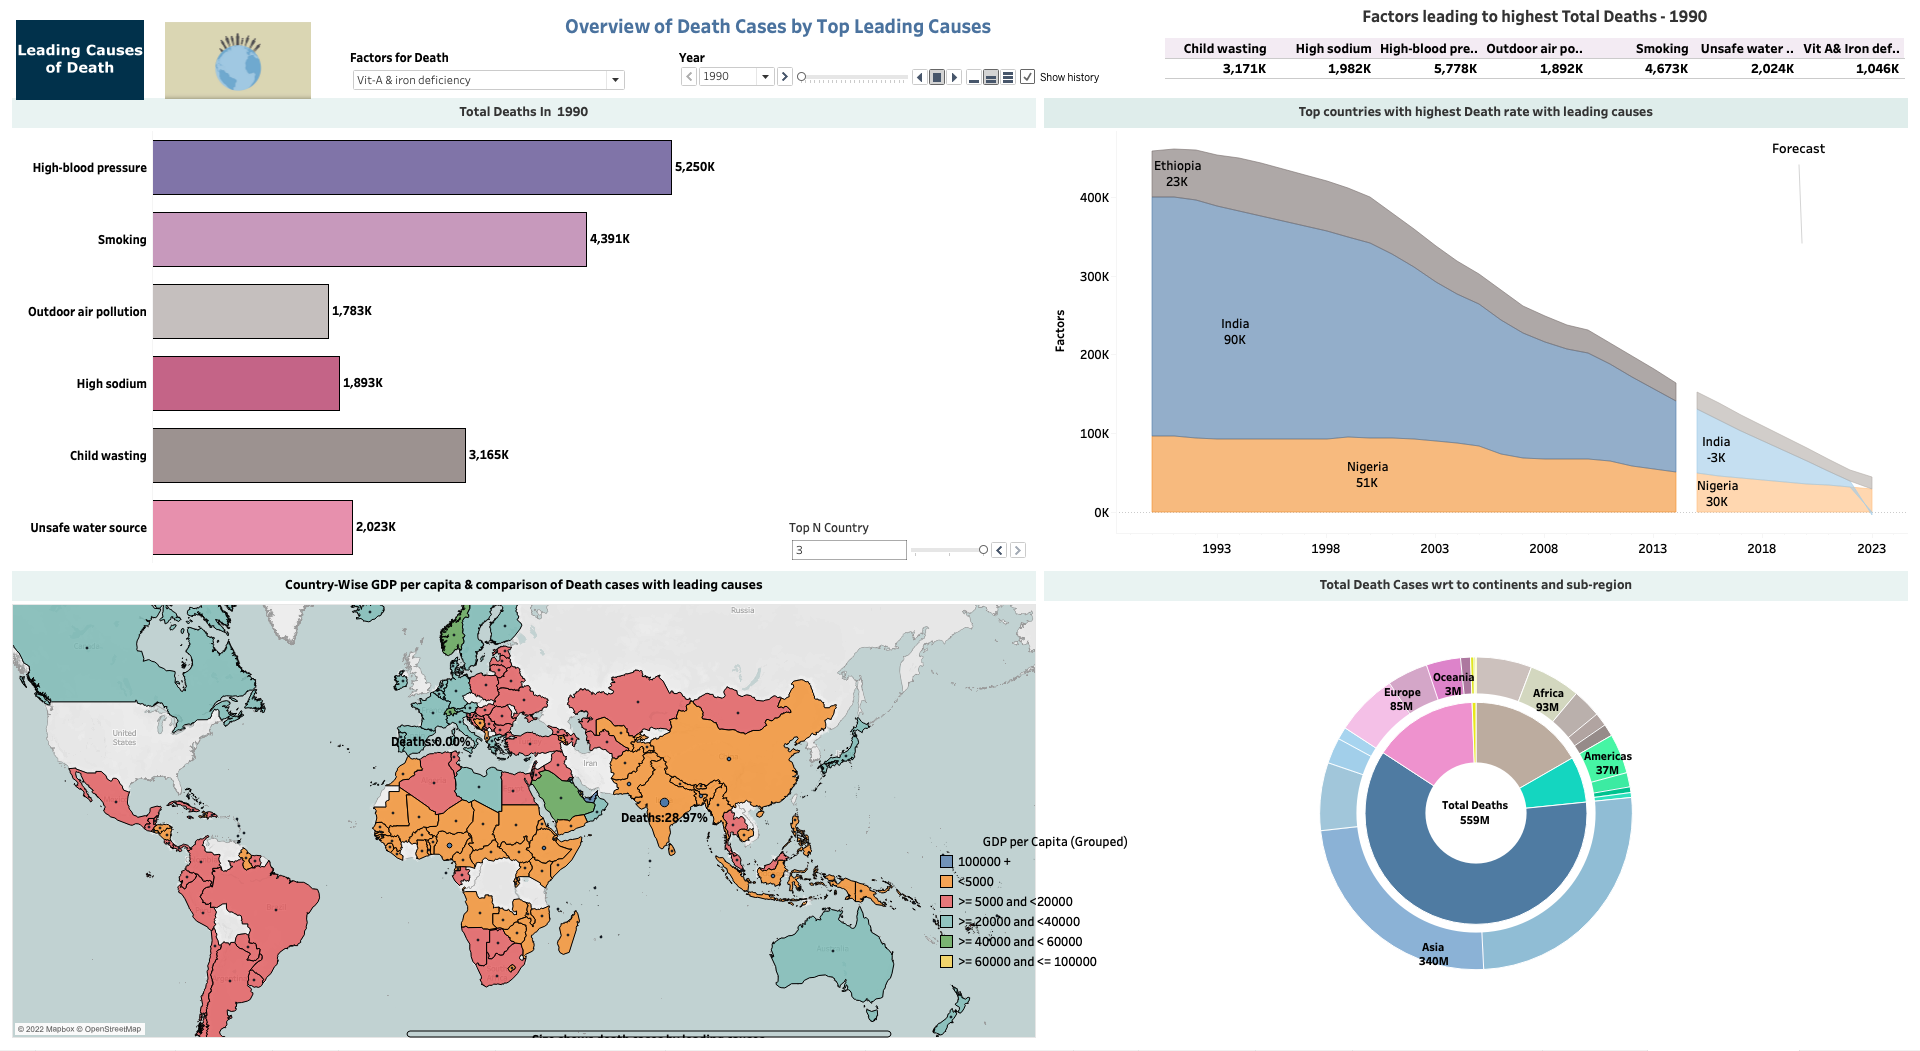 Leading Causes
of Death
Overview of Death Cases by Top Leading Causes
Factors for Death
Vit-A & iron deficiency
Year
1990
Show history
Factors leading to highest Total Deaths - 1990
Child wasting High sodium High-blood pre.. Outdoor air po.. Smoking Unsafe water .. Vit A& Iron def..
3,171K 1,982K 5,778K 1,892K 4,673K 2,024K 1,046K
Total Deaths In 1990
High-blood pressure 5,250K
Smoking 4,391K
Outdoor air pollution 1,783K
High sodium 1,893K
Child wasting 3,165K
Unsafe water source 2,023K
Top N Country
3
Top countries with highest Death rate with leading causes
Forecast
Factors
400K
300K
200K
100K
0K
Ethiopia
23K
India
90K
Nigeria
51K
India
-3K
Nigeria
30K
1993 1998 2003 2008 2013 2018 2023
Country-Wise GDP per capita & comparison of Death cases with leading causes
Russia
United
States
Iran
Deaths:0.00%
Deaths:28.97%
GDP per Capita (Grouped)
100000 +
<5000
>= 5000 and <20000
>= 20000 and <40000
>= 40000 and < 60000
>= 60000 and <= 100000
© 2022 Mapbox © OpenStreetMap
Size shows death cases by leading causes
Total Death Cases wrt to continents and sub-region
Oceania
3M
Europe
85M
Africa
93M
Americas
37M
Total Deaths
559M
Asia
340M